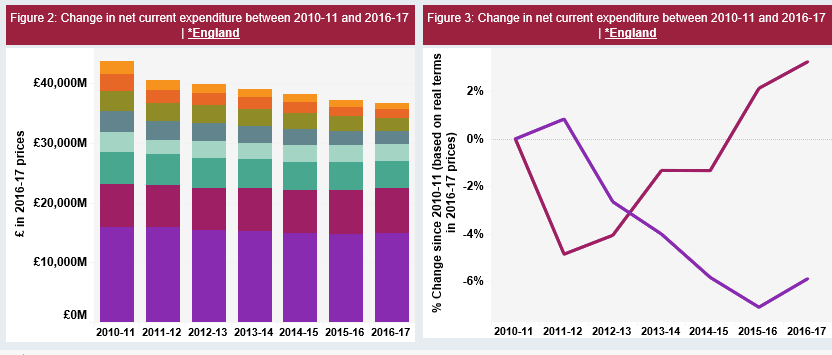 Figure 2: Change in net current expenditure between 2010-11 and 2016-17
| *England
£ in 2016-17 prices
£40,000M
£30,000M
£20,000M
£10,000M
£0M
2010-11 2011-12 2012-13 2013-14 2014-15 2015-16 2016-17
Figure 3: Change in net current expenditure between 2010-11 and 2016-17
| *England
% Change since 2010-11 (based on real terms
in 2016-17 prices)
2%
0%
-2%
-4%
-6%
2010-11 2011-12 2012-13 2013-14 2014-15 2015-16 2016-17